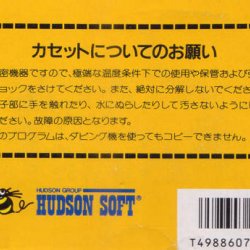 カセットについてのお願い
密機器ですので、極端な温度条件下での使用や保管および
ョックをさけてください。また、絶対に分解しないでくださ
子部に手を触れたり、水にぬらしたりして汚さないように
さい。故障の原因となります。
のプログラムは、ダビング機を使ってもコピーできません。
HUDSON GROUP
HUDSON SOFT®
T4988607